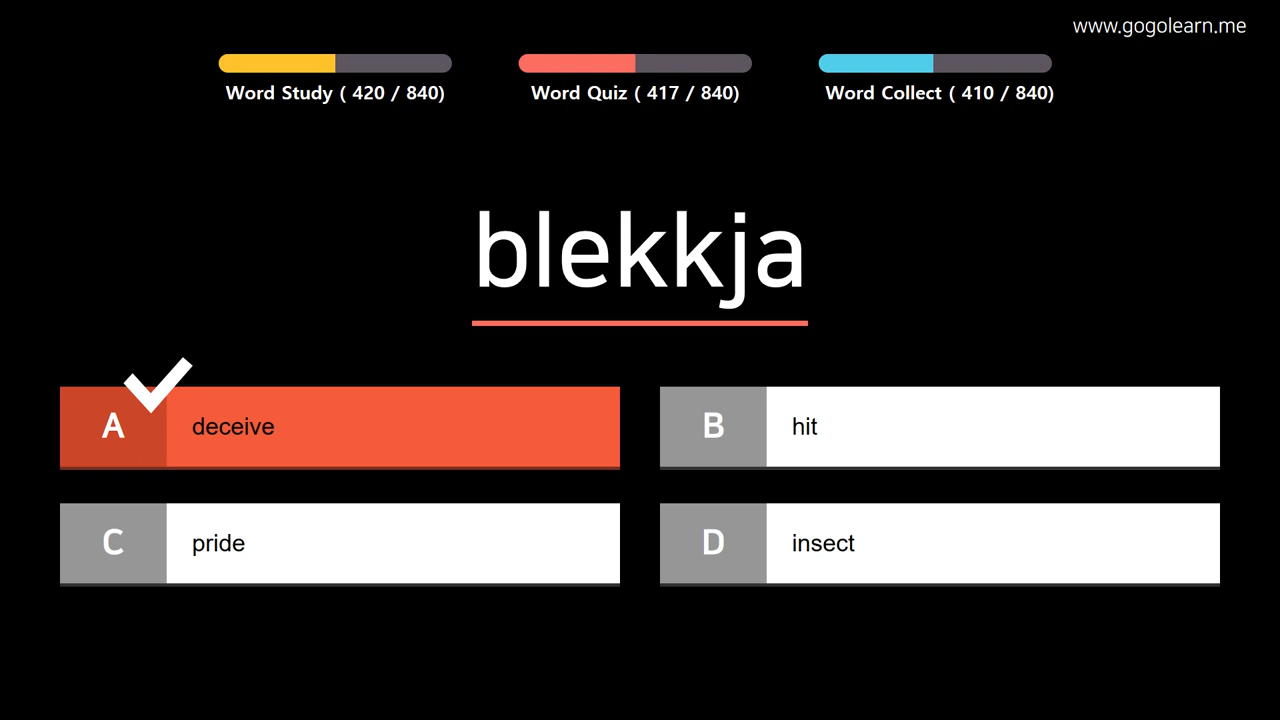 www.gogolearn.me
Word Study ( 420 / 840)
Word Quiz ( 417 / 840)
Word Collect ( 410 / 840)
blekkja
A deceive
B hit
C pride
D insect